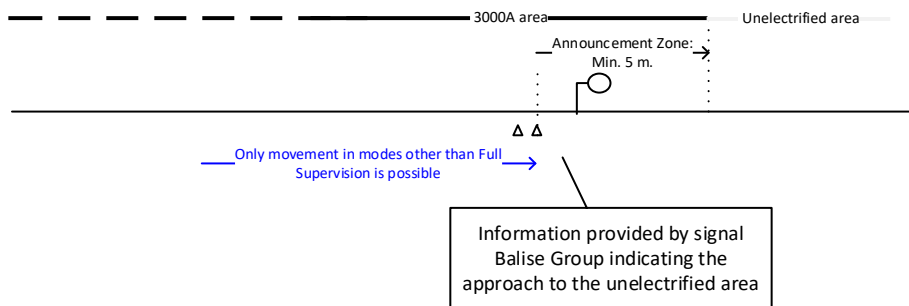 3000A area
Unelectrified area
Announcement Zone:
Min. 5 m.
Only movement in modes other than Full
Supervision is possible
Information provided by signal
Balise Group indicating the
approach to the unelectrified area